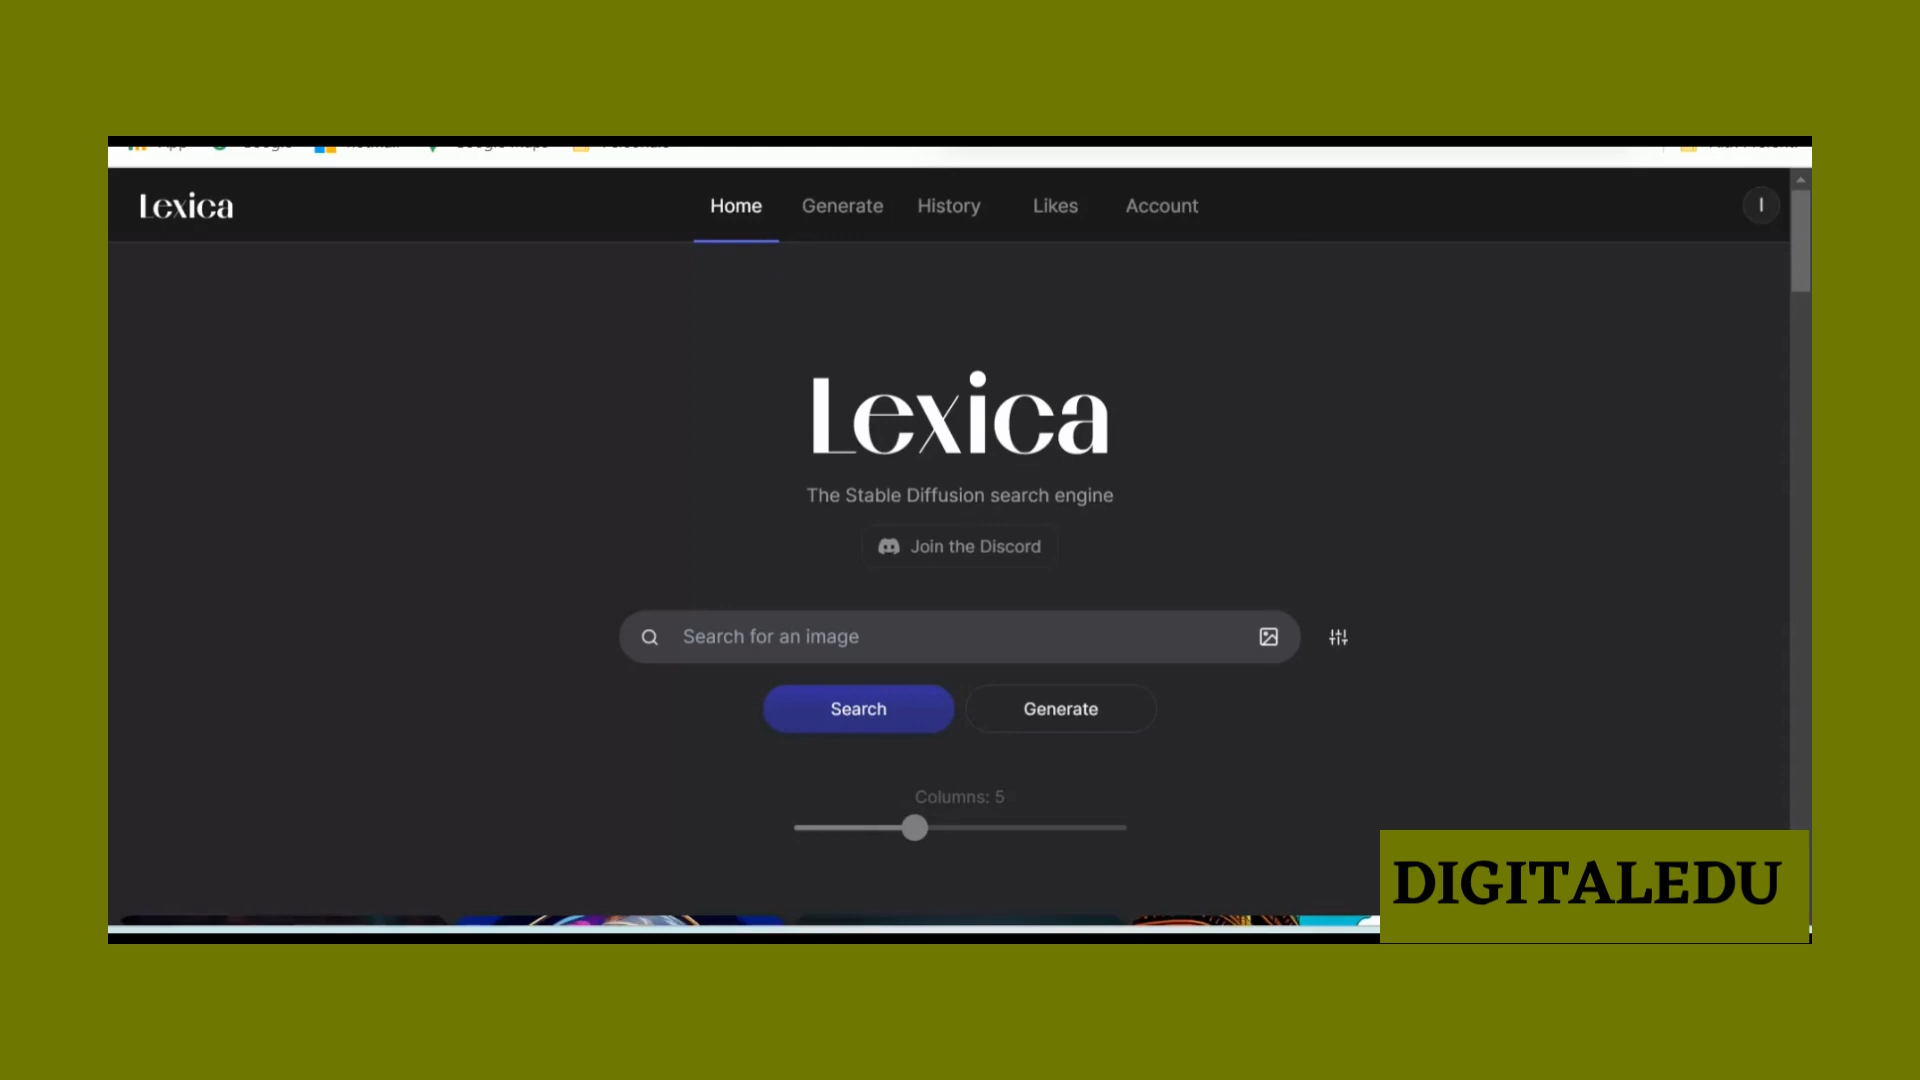 Lexica
Home Generate History Likes Account
I
Lexica
The Stable Diffusion search engine
Join the Discord
Search for an image
Search Generate
Columns: 5
DIGITALEDU